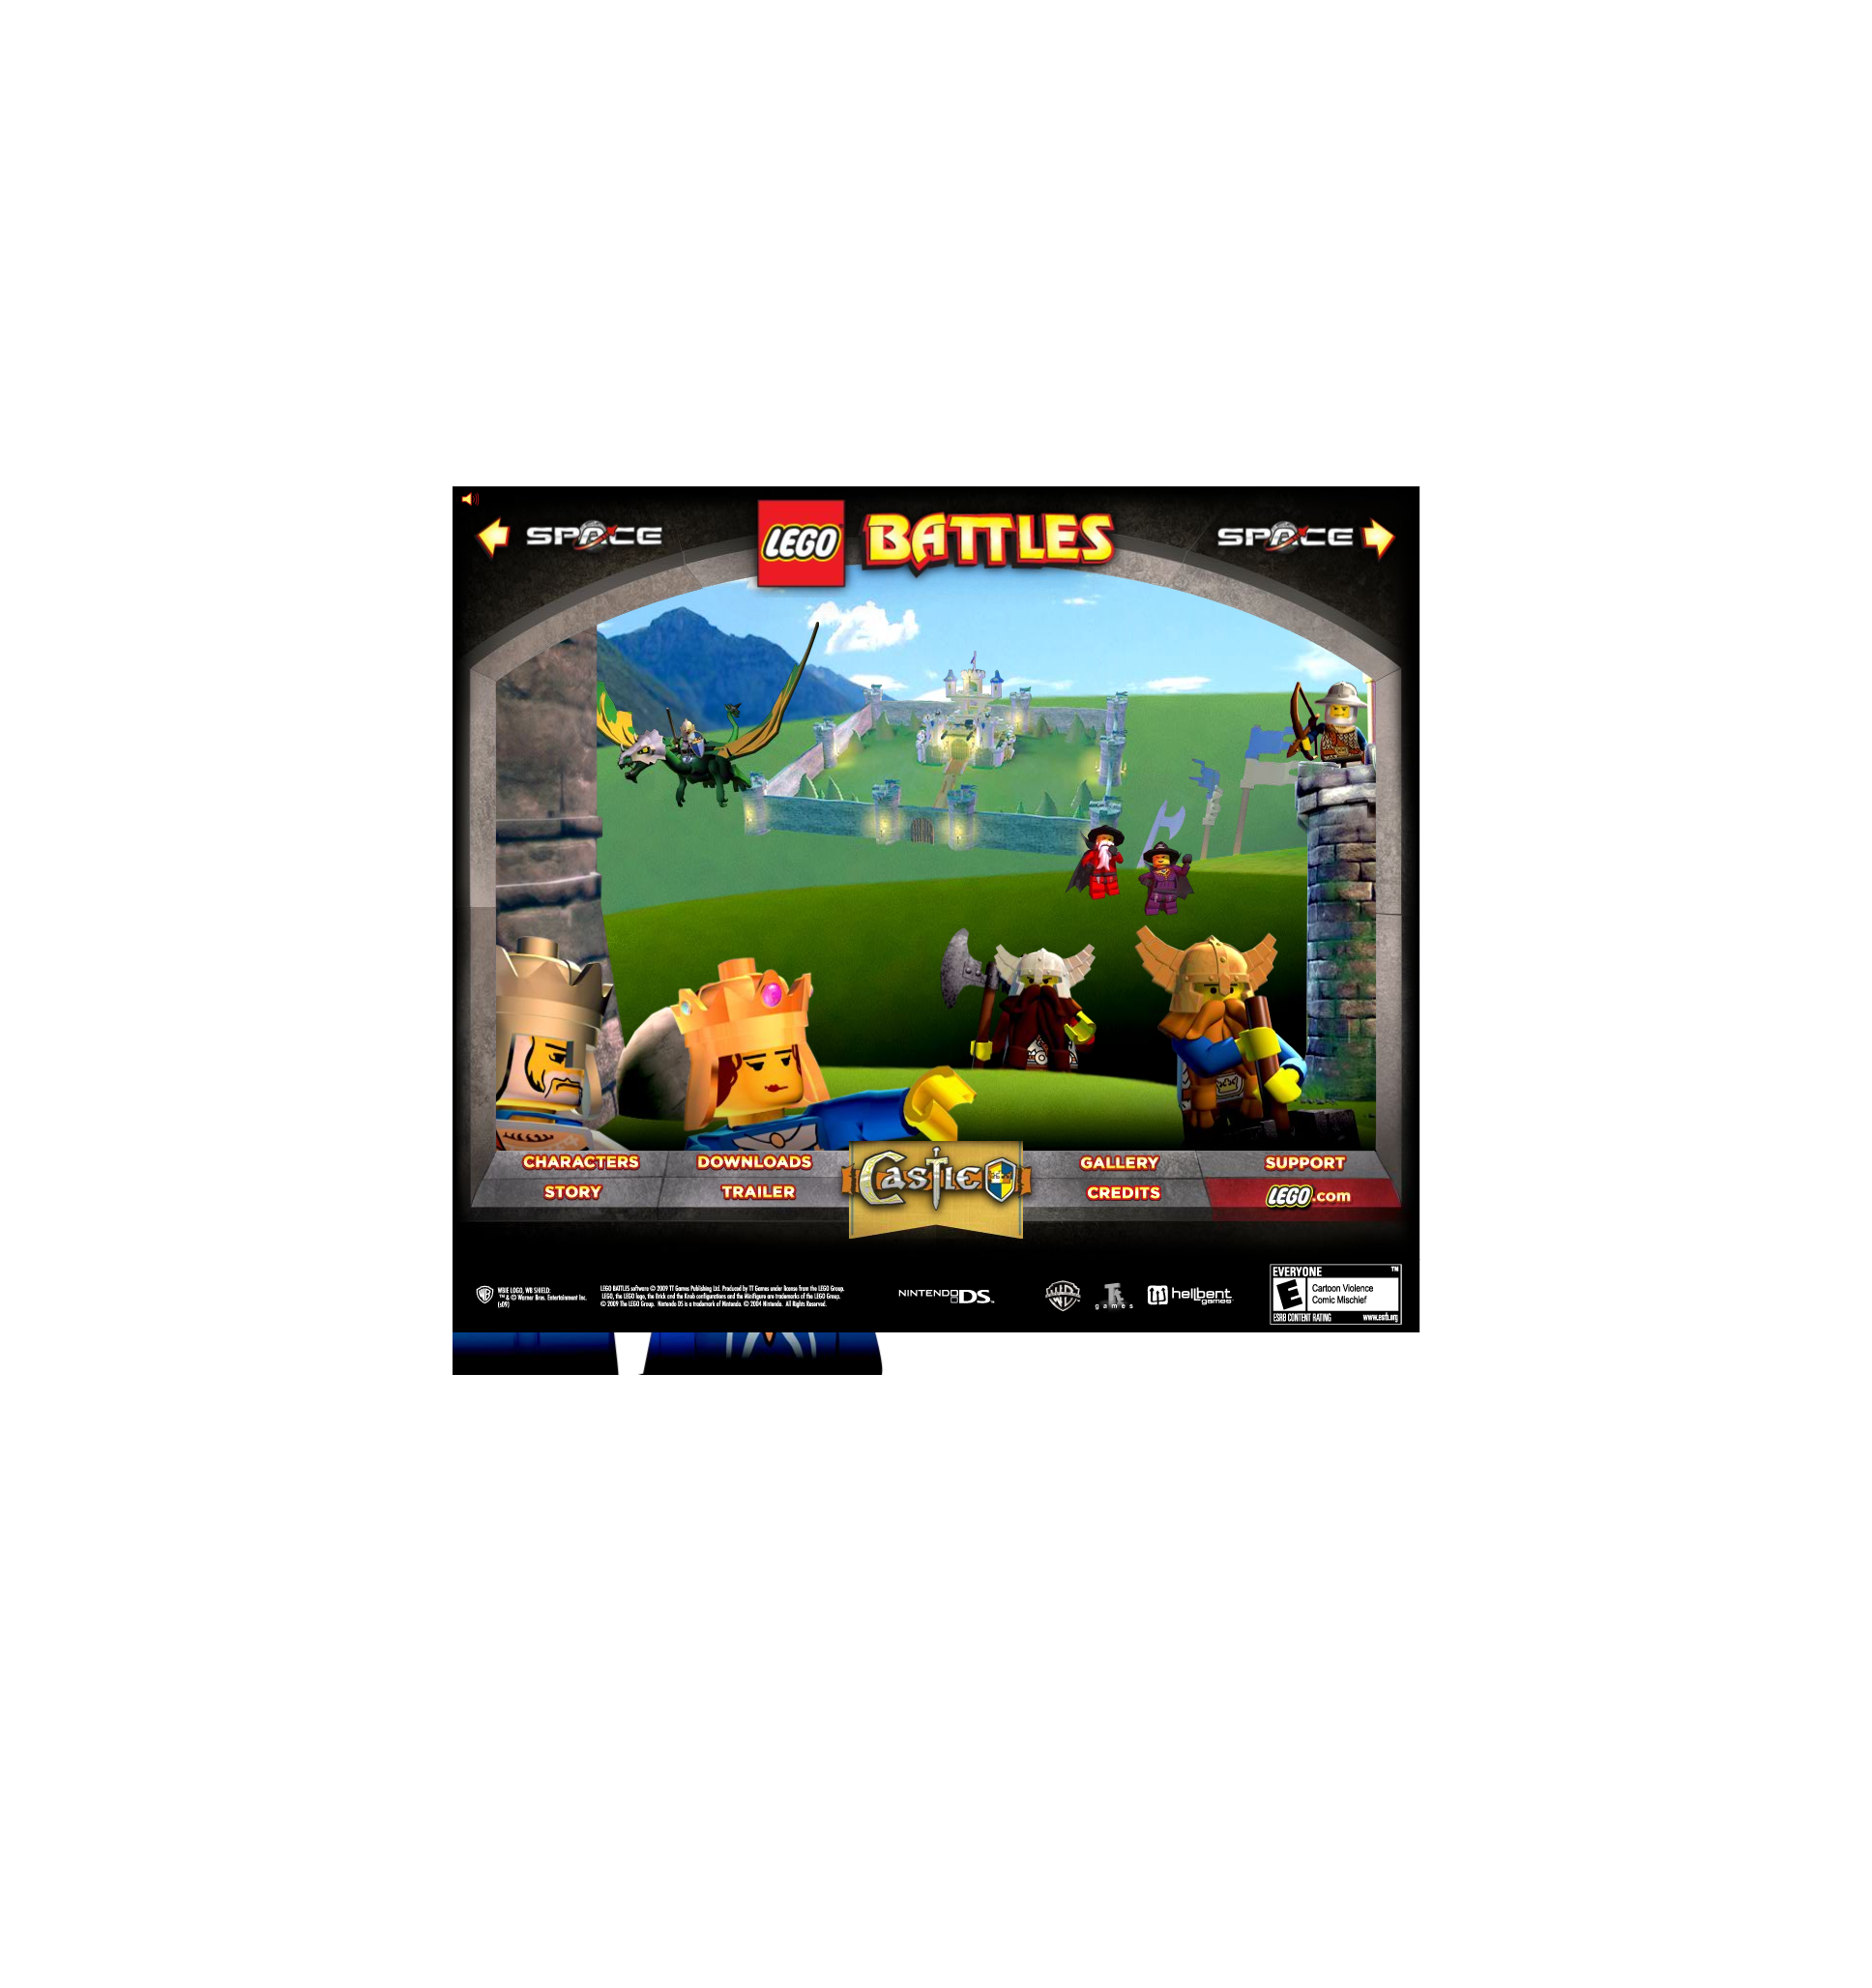 SPACE
LEGO BATTLES
SPACE
CHARACTERS
DOWNLOADS
Castle
GALLERY
SUPPORT
STORY
TRAILER
CREDITS
LEGO.com
WBIE LOGO, WB SHIELD:
™ & © Warner Bros. Entertainment Inc.
(s09)
LEGO BATTLES software © 2009 TT Games Publishing Ltd. Produced by TT Games under license from the LEGO Group.
LEGO, the LEGO logo, the Brick and the Knob configurations and the Minifigure are trademarks of the LEGO Group.
© 2009 The LEGO Group. Nintendo DS is a trademark of Nintendo. © 2004 Nintendo. All Rights Reserved.
NINTENDO DS™
games
hellbent
games
EVERYONE ™
E
Cartoon Violence
Comic Mischief
ESRB CONTENT RATING www.esrb.org